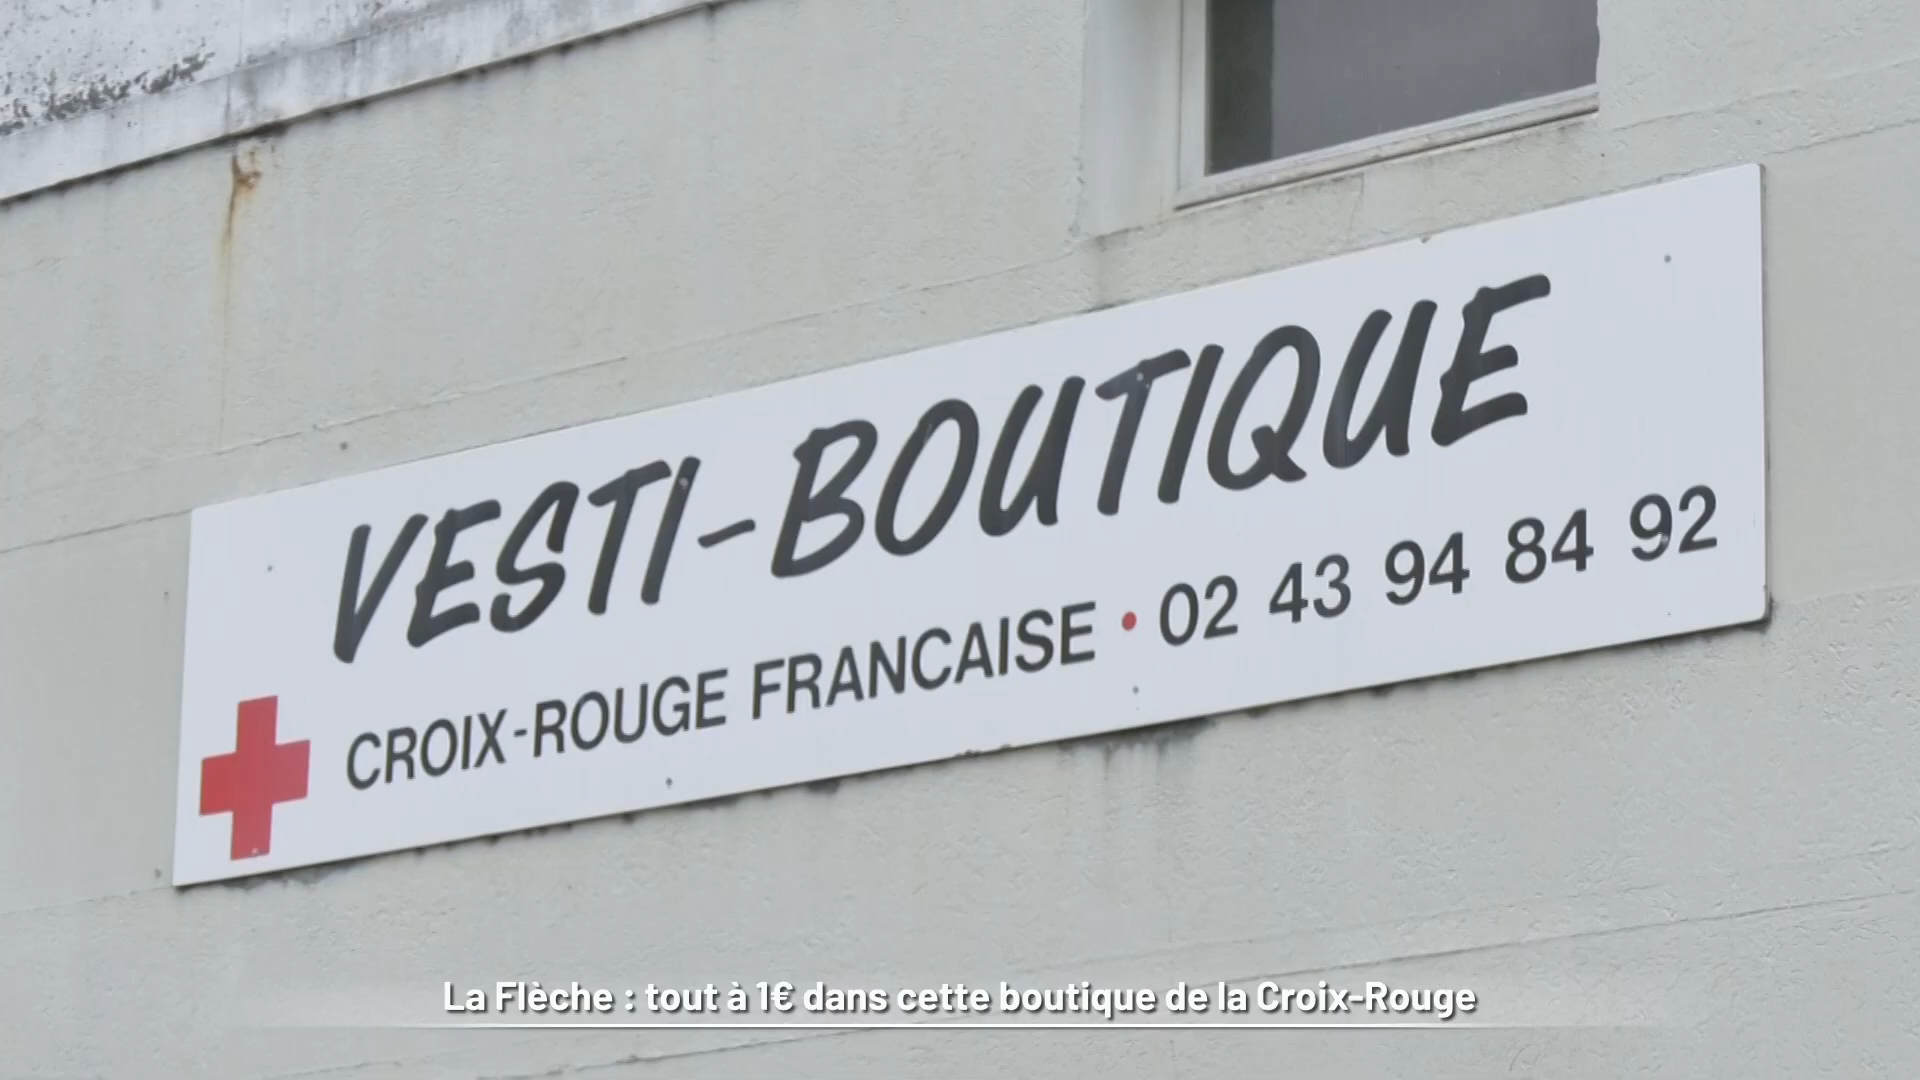 VESTI-BOUTIQUE
CROIX-ROUGE FRANCAISE • 02 43 94 84 92
La Flèche : tout à 1€ dans cette boutique de la Croix-Rouge